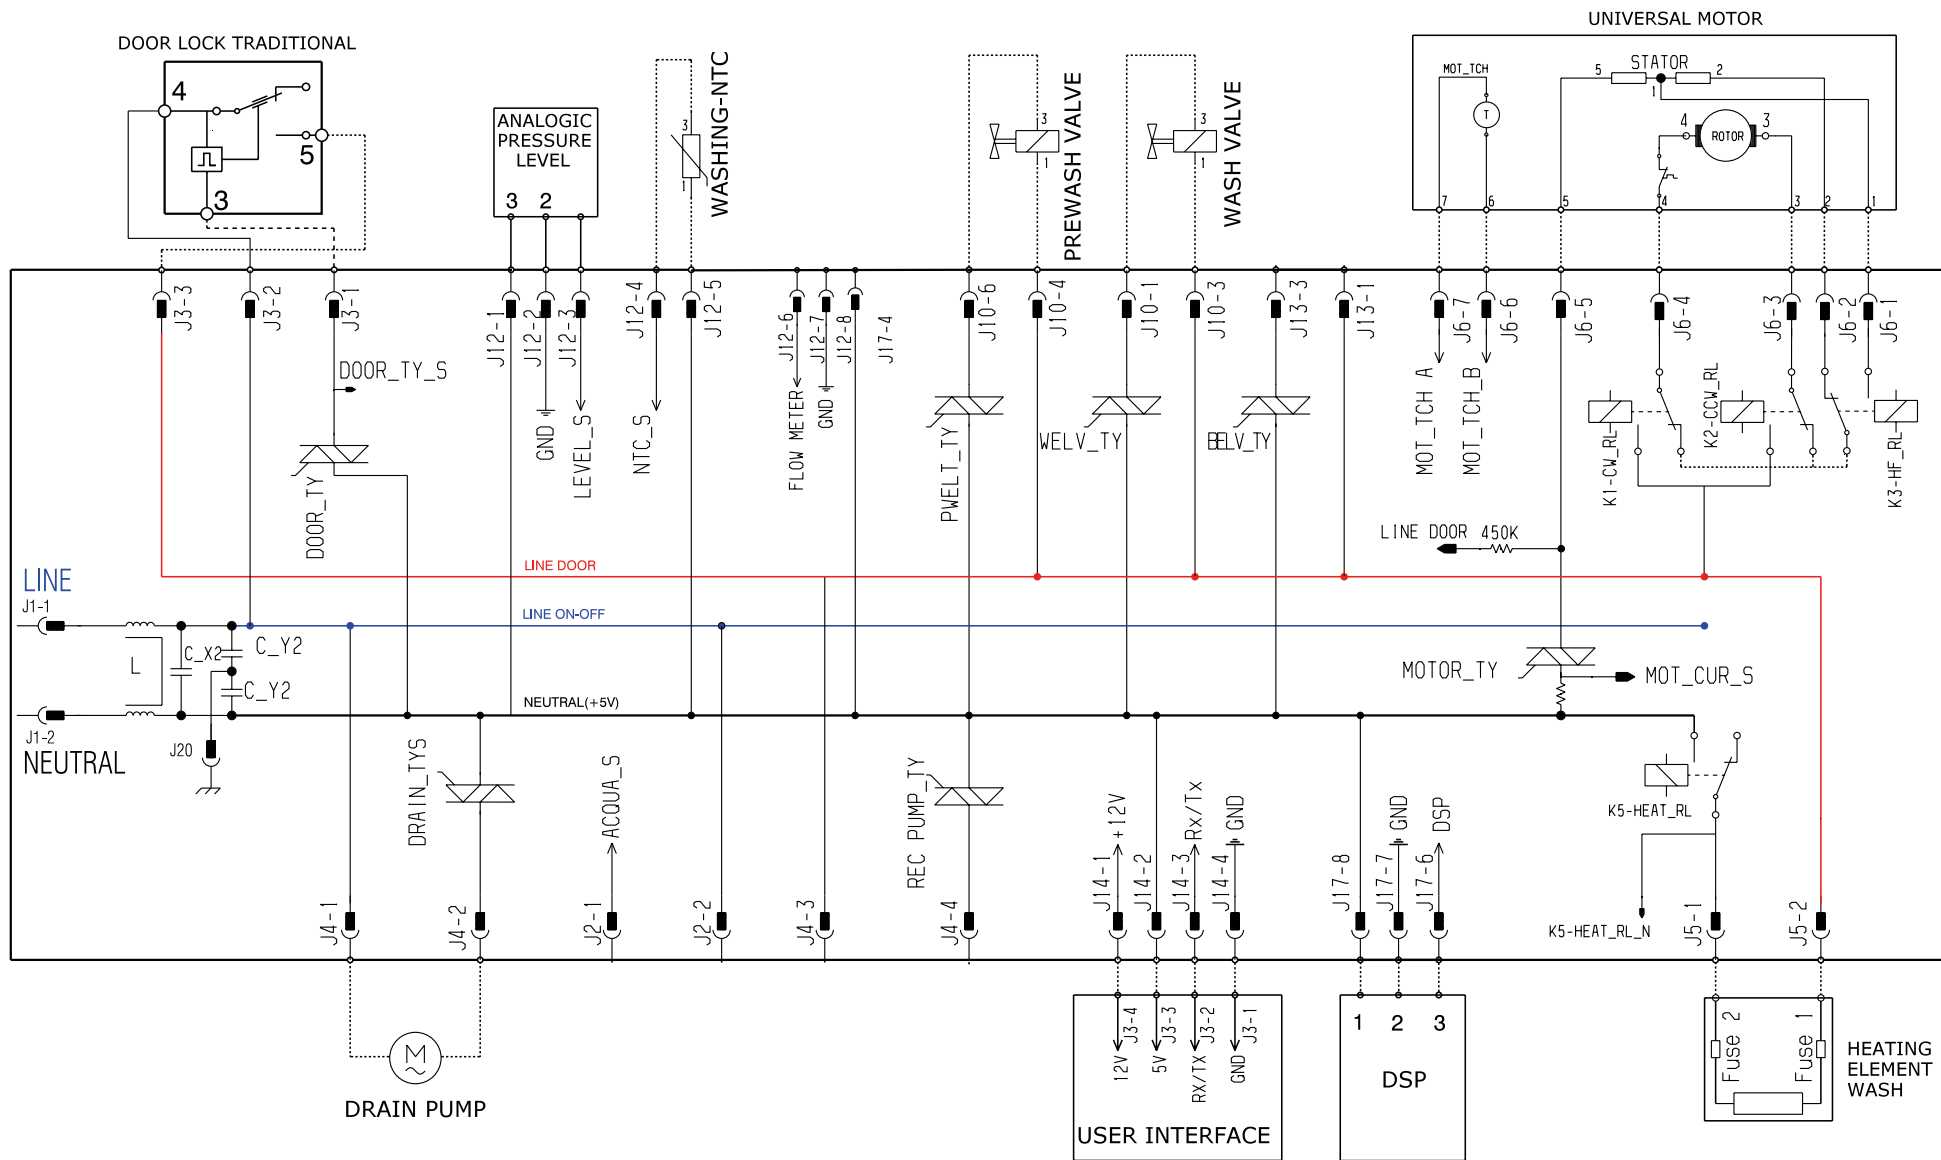 UNIVERSAL MOTOR
DOOR LOCK TRADITIONAL
4
5
3
ANALOGIC
PRESSURE
LEVEL
3 2
3
1
WASHING-NTC
3
1
PREWASH VALVE
3
1
WASH VALVE
MOT_TCH
T
5
STATOR
2
1
4
ROTOR
3
7
6
5
4
3
2
1
J3-3
J3-2
J3-1
J12-1
J12-2
J12-3
J12-4
J12-5
J12-6
J12-7
J12-8
J17-4
J10-6
J10-4
J10-1
J10-3
J13-3
J13-1
J6-7
J6-6
J6-5
J6-4
J6-3
J6-2
J6-1
DOOR_TY_S
DOOR_TY
GND
LEVEL_S
NTC_S
FLOW METER
GND
PWELT_TY
WELV_TY
BELV_TY
MOT_TCH A
MOT_TCH_B
K1-CW_RL
K2-CCW_RL
K3-HF_RL
LINE DOOR 450K
LINE DOOR
LINE
J1-1
LINE ON-OFF
L
C_X2
C_Y2
C_Y2
MOTOR_TY
MOT_CUR_S
NEUTRAL(+5V)
J1-2
NEUTRAL
J20
DRAIN_TYS
ACQUA_S
REC PUMP_TY
+12V
Rx/Tx
GND
GND
DSP
K5-HEAT_RL
K5-HEAT_RL_N
J4-1
J4-2
J2-1
J2-2
J4-3
J4-4
J14-1
J14-2
J14-3
J14-4
J17-8
J17-7
J17-6
J5-1
J5-2
M
DRAIN PUMP
J3-4
J3-3
J3-2
J3-1
12V
5V
RX/TX
GND
USER INTERFACE
1 2 3
DSP
Fuse 2
Fuse 1
HEATING
ELEMENT
WASH